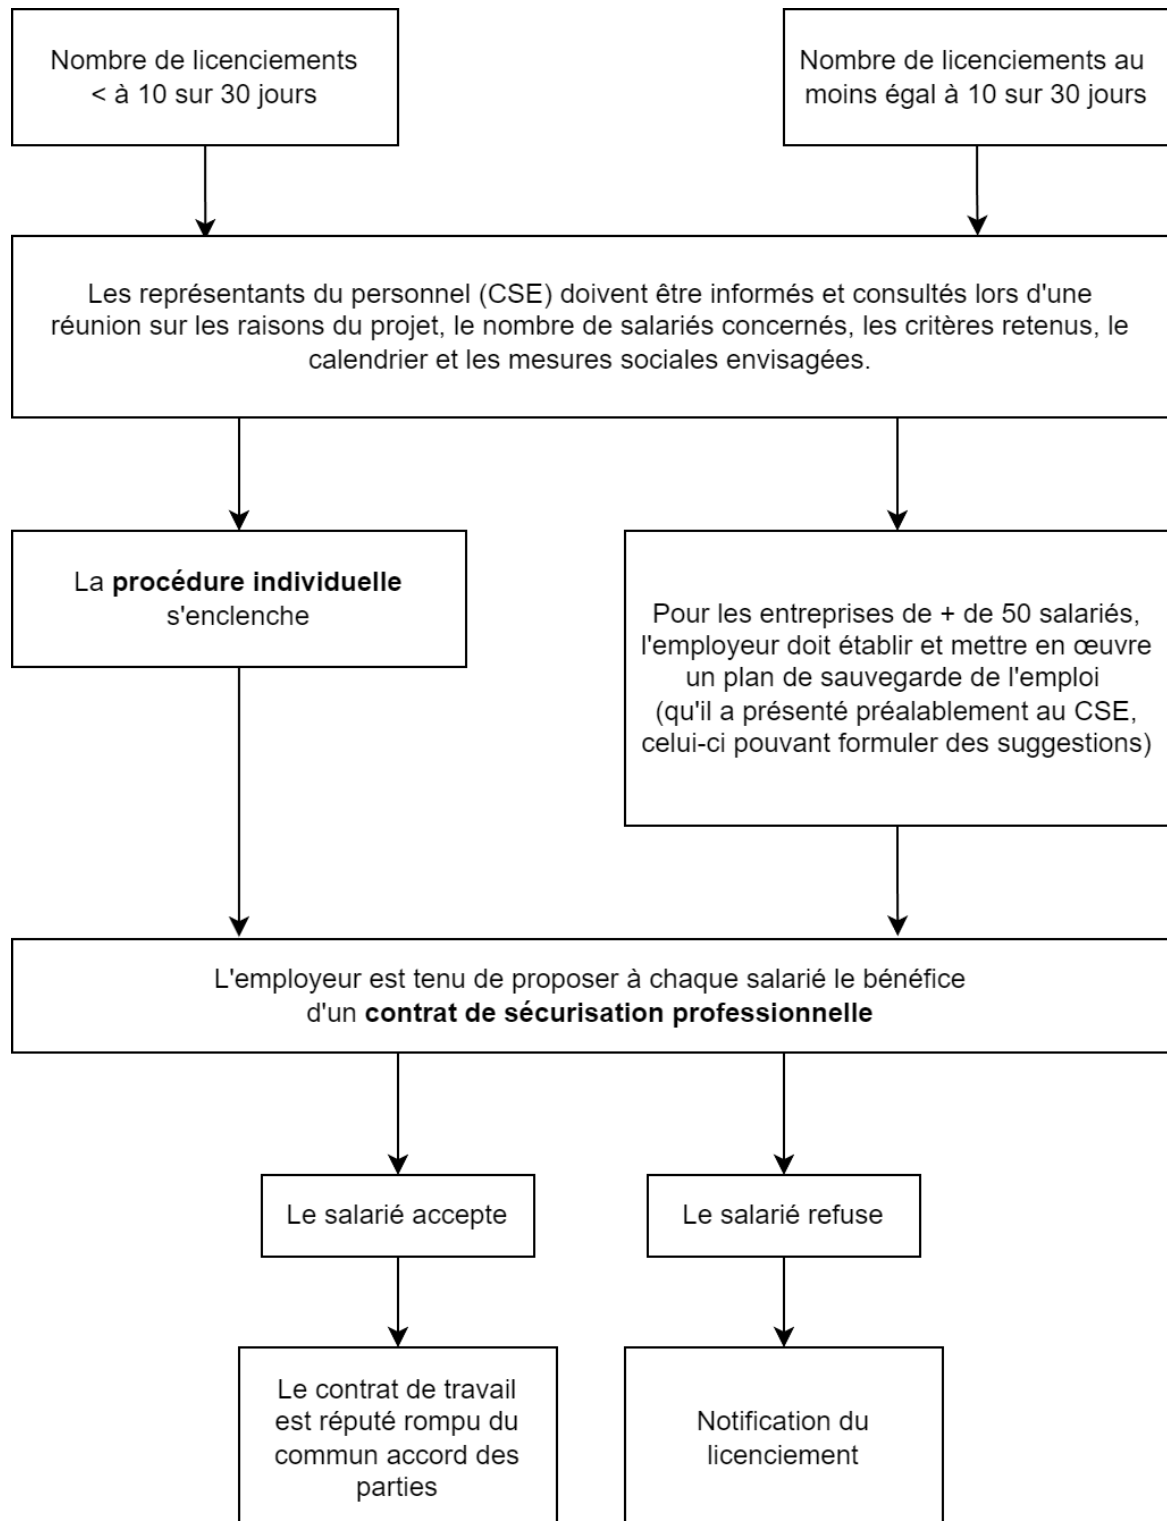 Nombre de licenciements
< à 10 sur 30 jours
Nombre de licenciements au
moins égal à 10 sur 30 jours
Les représentants du personnel (CSE) doivent être informés et consultés lors d'une
réunion sur les raisons du projet, le nombre de salariés concernés, les critères retenus, le
calendrier et les mesures sociales envisagées.
La procédure individuelle
s'enclenche
Pour les entreprises de + de 50 salariés,
l'employeur doit établir et mettre en œuvre
un plan de sauvegarde de l'emploi
(qu'il a présenté préalablement au CSE,
celui-ci pouvant formuler des suggestions)
L'employeur est tenu de proposer à chaque salarié le bénéfice
d'un contrat de sécurisation professionnelle
Le salarié accepte
Le salarié refuse
Le contrat de travail
est réputé rompu du
commun accord des
parties
Notification du
licenciement